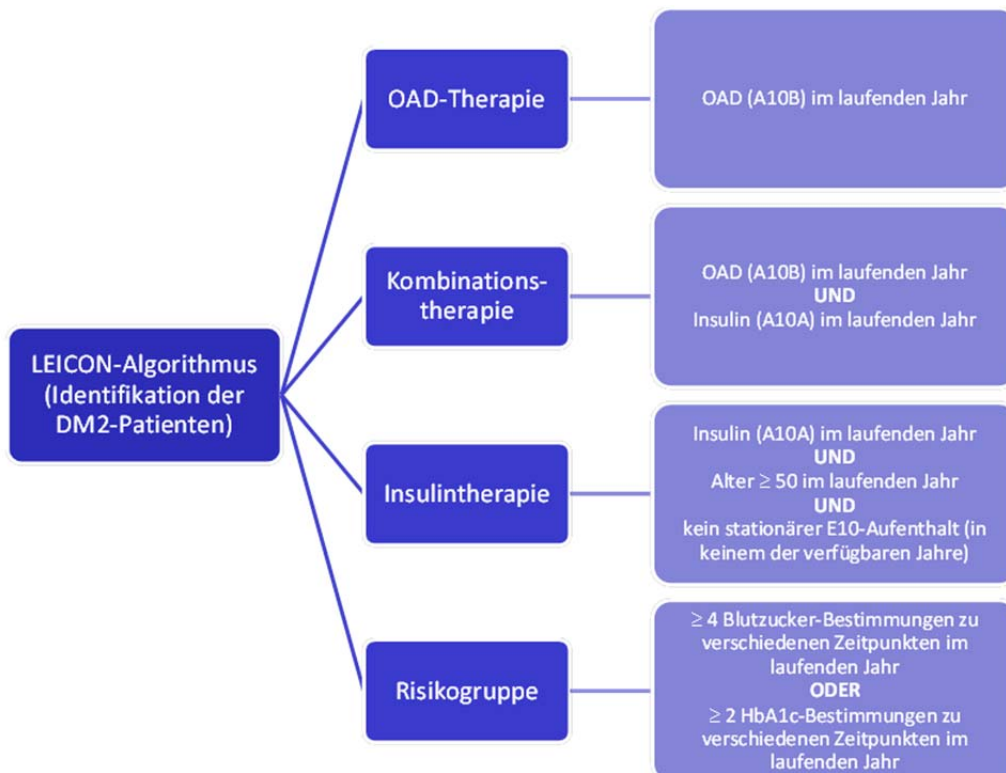 LEICON-Algorithmus
(Identifikation der
DM2-Patienten)
OAD-Therapie
OAD (A10B) im laufenden Jahr
Kombinations-
therapie
OAD (A10B) im laufenden Jahr
UND
Insulin (A10A) im laufenden Jahr
Insulintherapie
Insulin (A10A) im laufenden Jahr
UND
Alter ≥ 50 im laufenden Jahr
UND
kein stationärer E10-Aufenthalt (in
keinem der verfügbaren Jahre)
Risikogruppe
≥ 4 Blutzucker-Bestimmungen zu
verschiedenen Zeitpunkten im
laufenden Jahr
ODER
≥ 2 HbA1c-Bestimmungen zu
verschiedenen Zeitpunkten im
laufenden Jahr